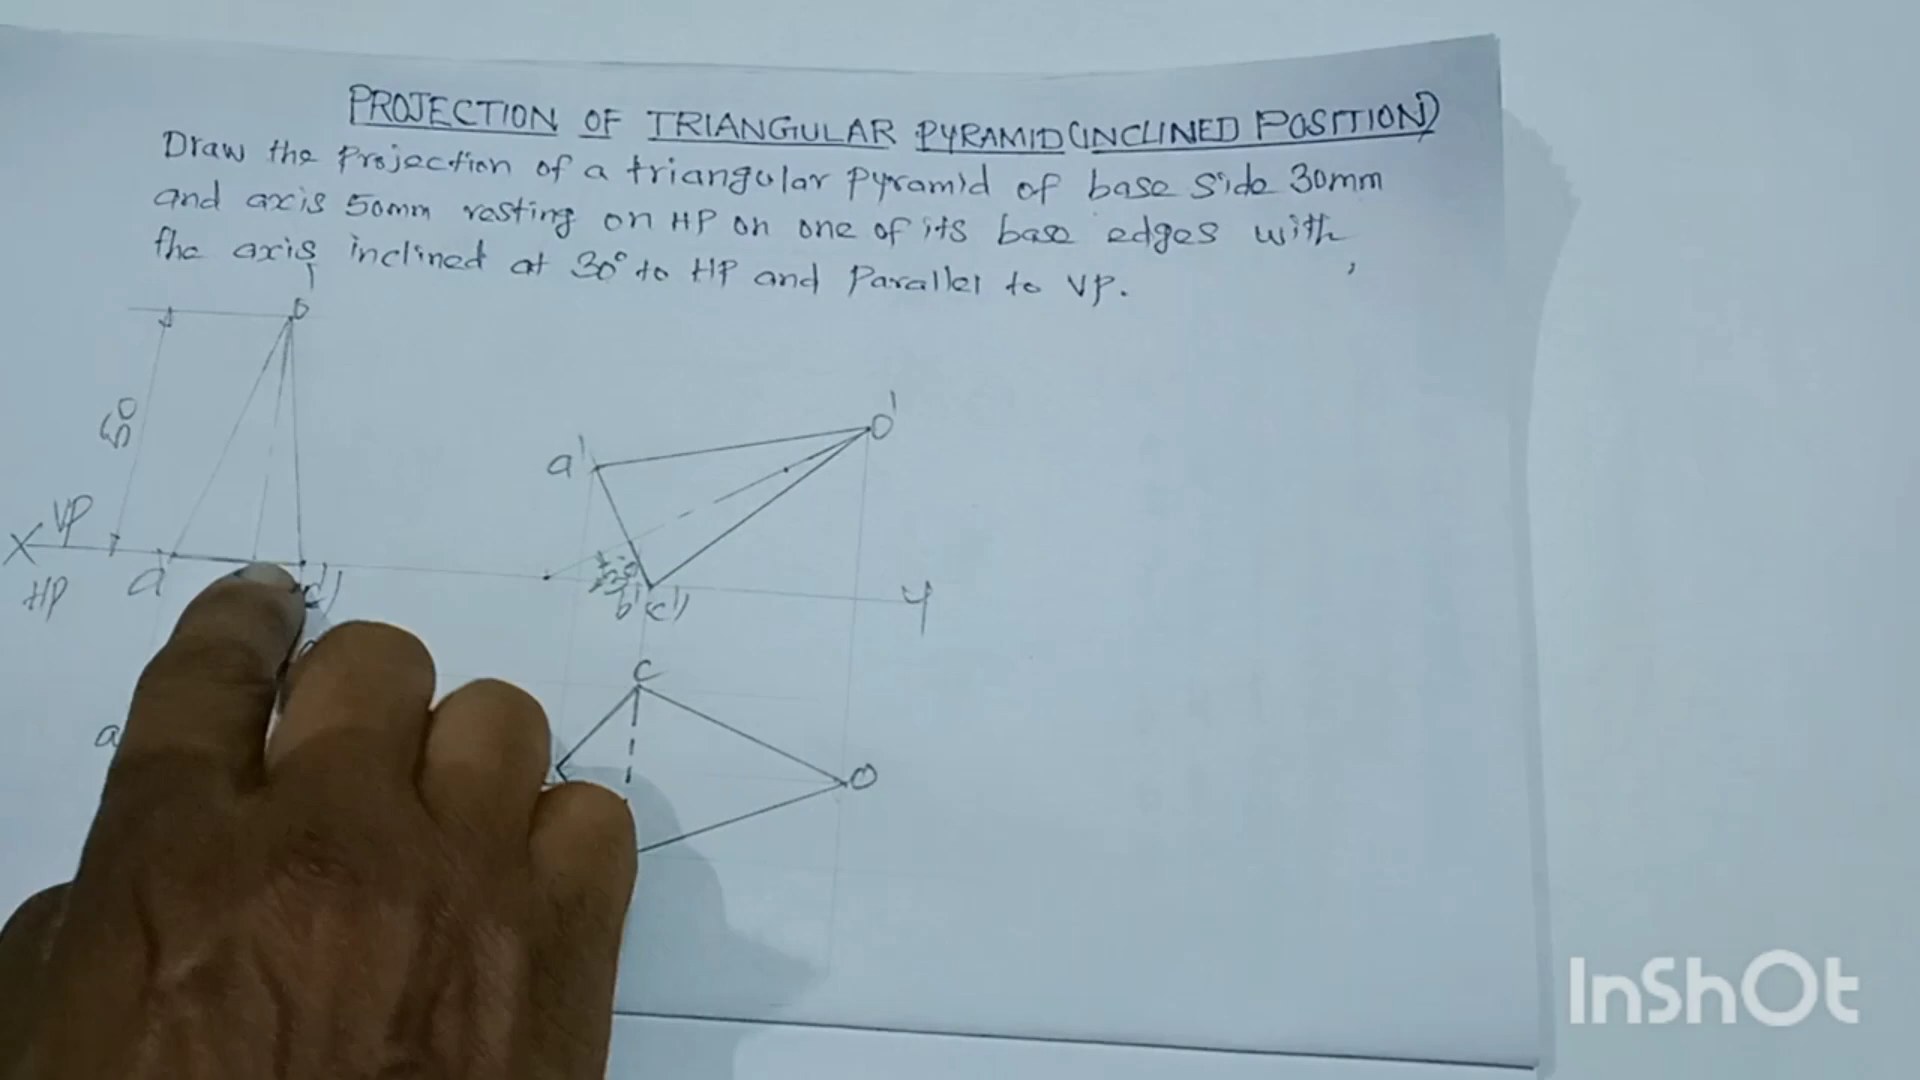 PROJECTION OF TRIANGULAR PYRAMID (INCLINED POSITION)
Draw the Projection of a triangular pyramid of base side 30mm
and axis 50mm resting on HP on one of its base edges with,
the axis inclined at 30° to HP and Parallel to VP.
o'
50
a' o'
X VP
HP
a' c')
30°
b'(c')
Y
c
a
o
InShOt